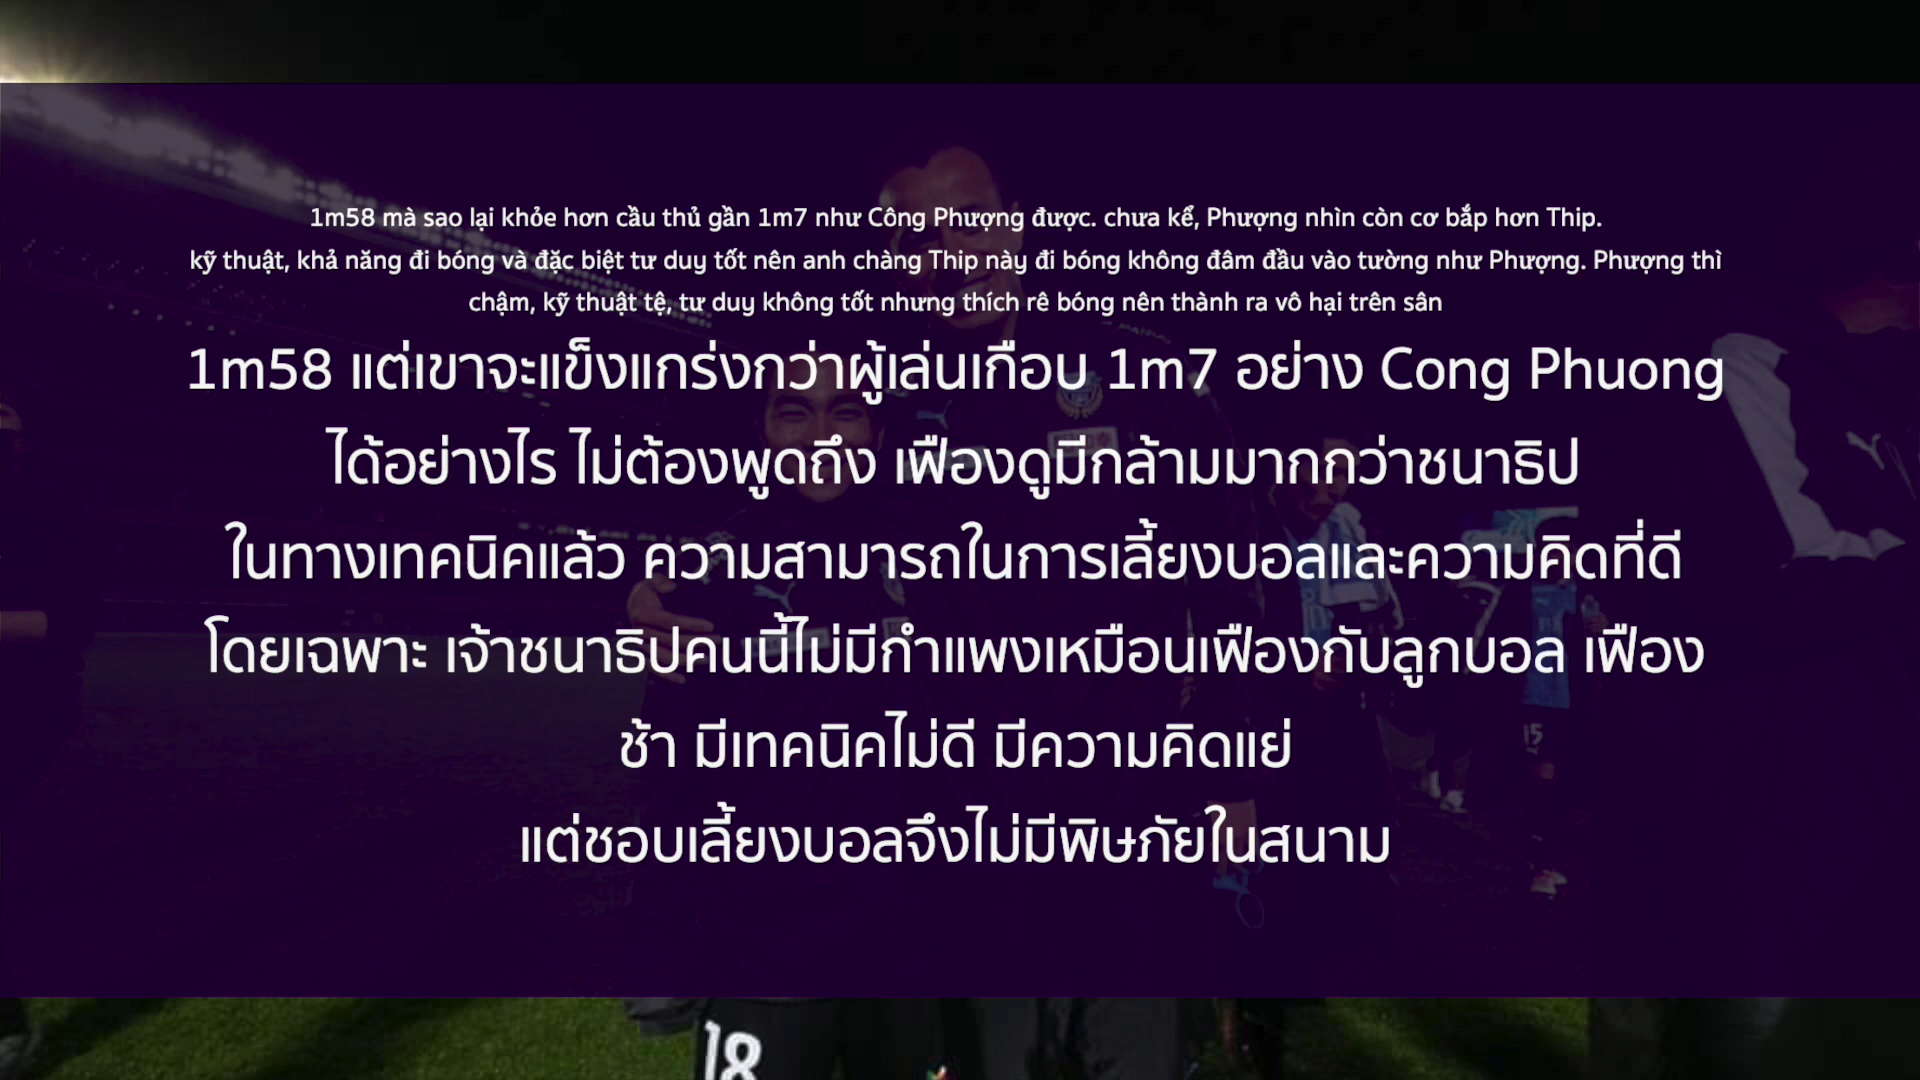 1m58 mà sao lại khỏe hơn cầu thủ gần 1m7 như Công Phượng được. chưa kể, Phượng nhìn còn cơ bắp hơn Thip.
kỹ thuật, khả năng đi bóng và đặc biệt tư duy tốt nên anh chàng Thip này đi bóng không đâm đầu vào tường như Phượng. Phượng thì
chậm, kỹ thuật tệ, tư duy không tốt nhưng thích rê bóng nên thành ra vô hại trên sân
1m58 แต่เขาจะแข็งแกร่งกว่าผู้เล่นเกือบ 1m7 อย่าง Cong Phuong
ได้อย่างไร ไม่ต้องพูดถึง เฟืองดูมีกล้ามมากกว่าชนาธิป
ในทางเทคนิคแล้ว ความสามารถในการเลี้ยงบอลและความคิดที่ดี
โดยเฉพาะ เจ้าชนาธิปคนนี้ไม่มีกำแพงเหมือนเฟืองกับลูกบอล เฟือง
ช้า มีเทคนิคไม่ดี มีความคิดแย่
แต่ชอบเลี้ยงบอลจึงไม่มีพิษภัยในสนาม
15
18